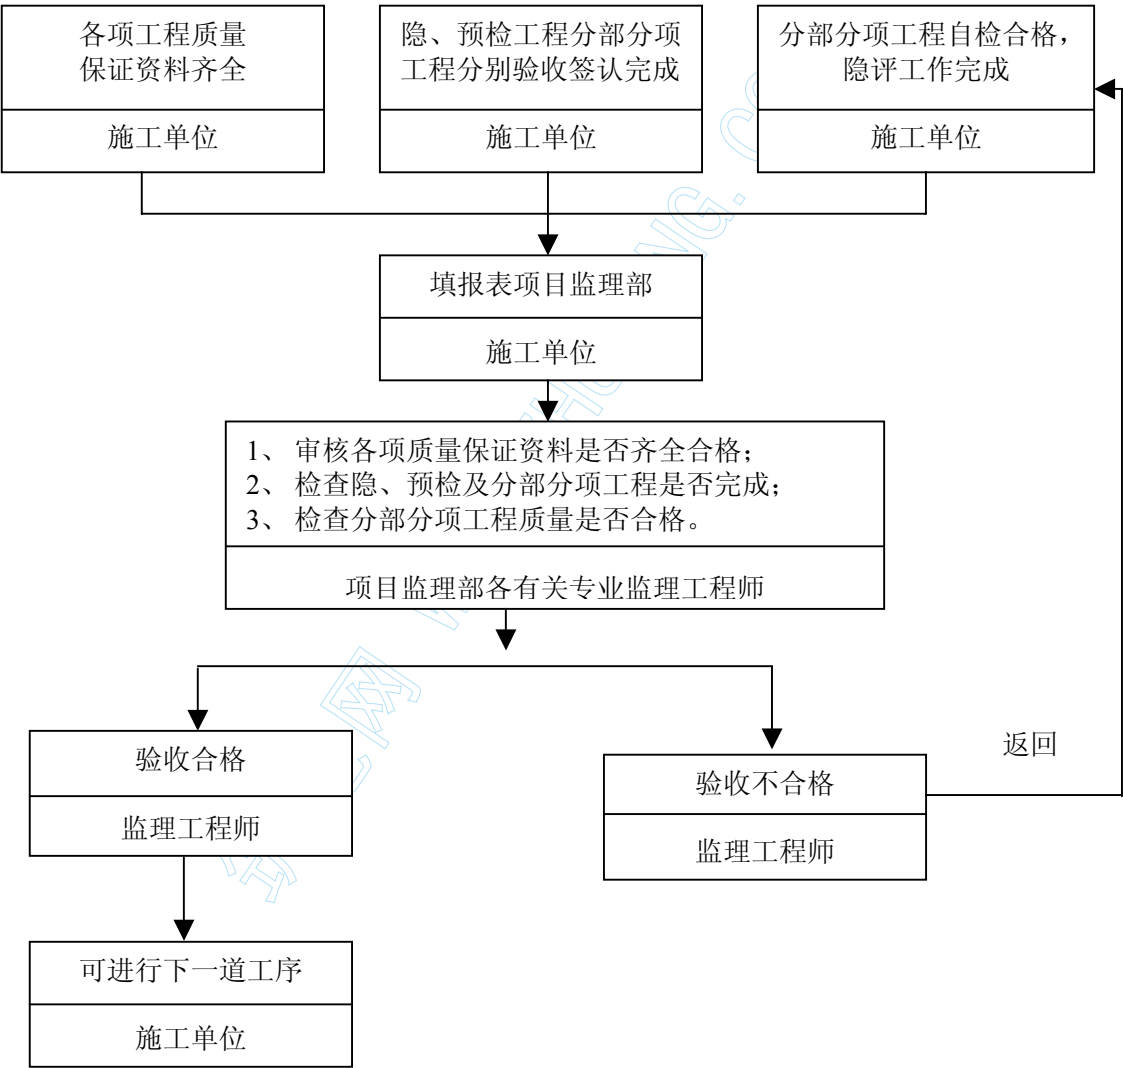 各项工程质量
保证资料齐全
施工单位
隐、预检工程分部分项
工程分别验收签认完成
施工单位
分部分项工程自检合格，
隐评工作完成
施工单位
填报表项目监理部
施工单位
1、 审核各项质量保证资料是否齐全合格；
2、 检查隐、预检及分部分项工程是否完成；
3、 检查分部分项工程质量是否合格。
项目监理部各有关专业监理工程师
验收合格
监理工程师
返回
验收不合格
监理工程师
可进行下一道工序
施工单位